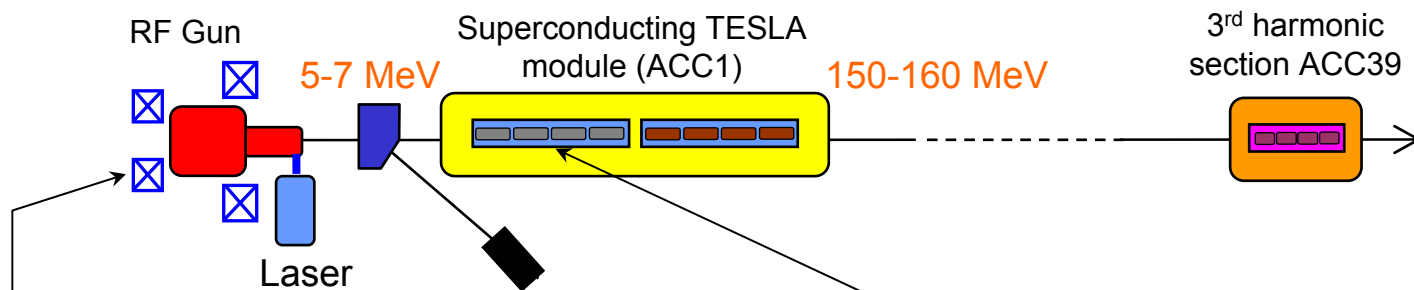 RF Gun
5-7 MeV
Superconducting TESLA
module (ACC1)
150-160 MeV
3rd harmonic
section ACC39
Laser